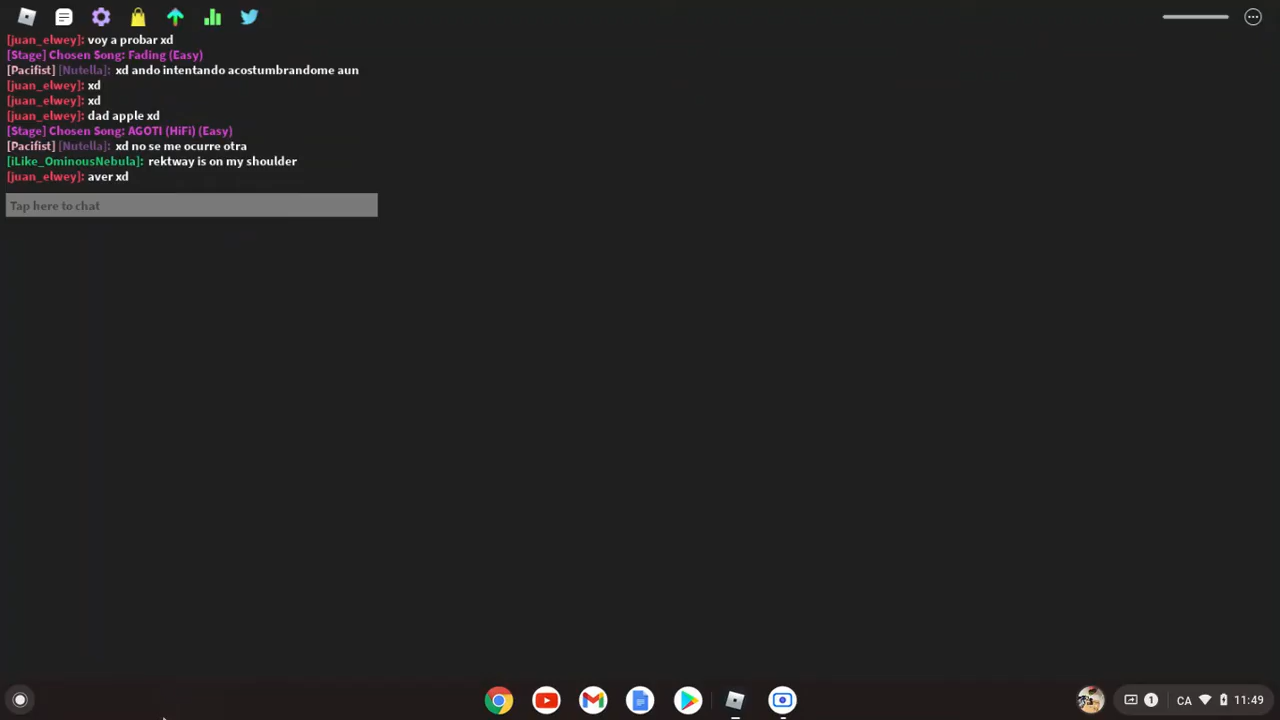 [juan_elwey]: voy a probar xd
[Stage] Chosen Song: Fading (Easy)
[Pacifist] [Nutella]: xd ando intentando acostumbrandome aun
[juan_elwey]: xd
[juan_elwey]: xd
[juan_elwey]: dad apple xd
[Stage] Chosen Song: AGOTI (HiFi) (Easy)
[Pacifist] [Nutella]: xd no se me ocurre otra
[iLike_OminousNebula]: rektway is on my shoulder
[juan_elwey]: aver xd
Tap here to chat
1 CA 11:49